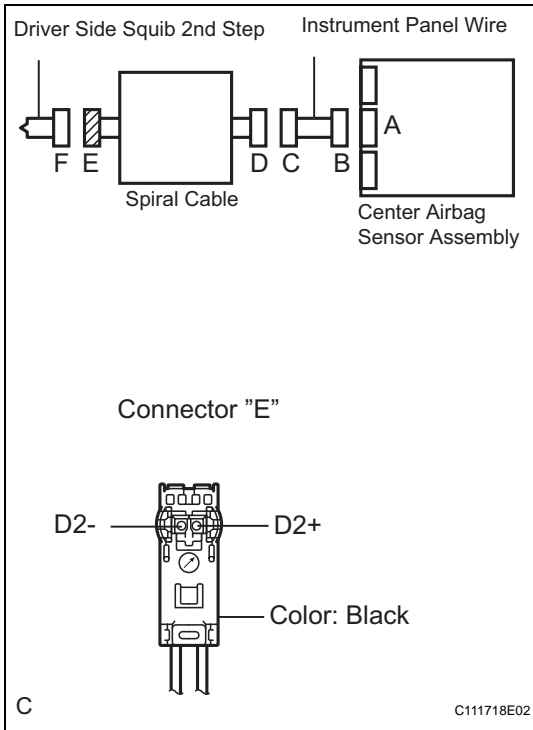 Driver Side Squib 2nd Step
Instrument Panel Wire
F
E
D
C
B
A
Spiral Cable
Center Airbag
Sensor Assembly
Connector ”E”
D2-
D2+
Color: Black
C
C111718E02